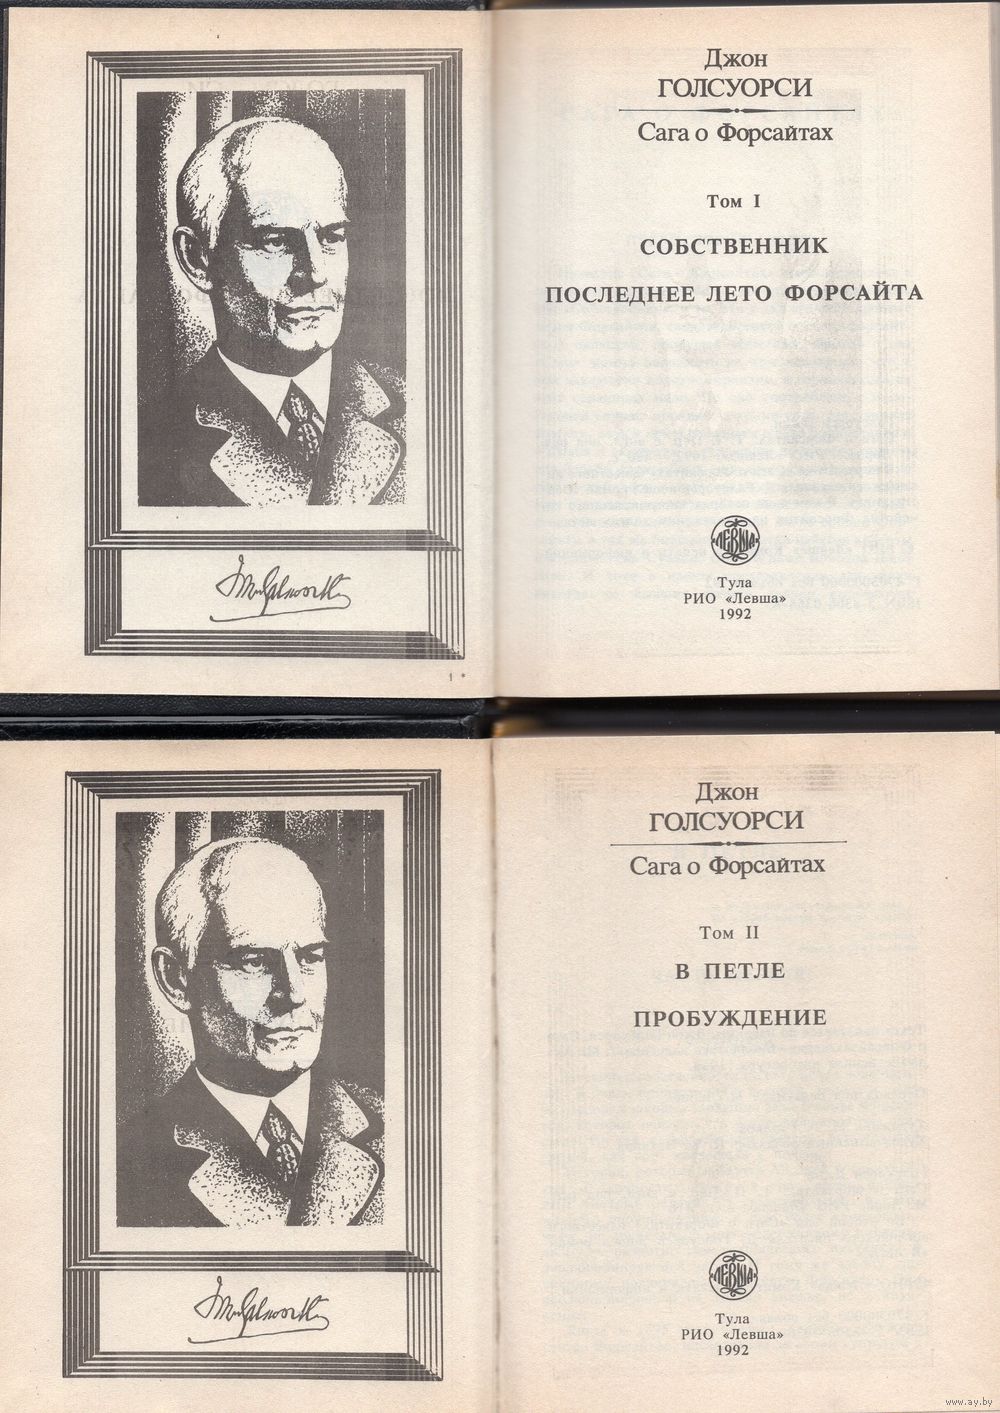 Джон
ГОЛСУОРСИ
Сага о Форсайтах
Том I
СОБСТВЕННИК
ПОСЛЕДНЕЕ ЛЕТО ФОРСАЙТА
ЛЕВША
Тула
РИО «Левша»
1992
1 *
Джон
ГОЛСУОРСИ
Сага о Форсайтах
Том II
В ПЕТЛЕ
ПРОБУЖДЕНИЕ
ЛЕВША
Тула
РИО «Левша»
1992
www.ay.by